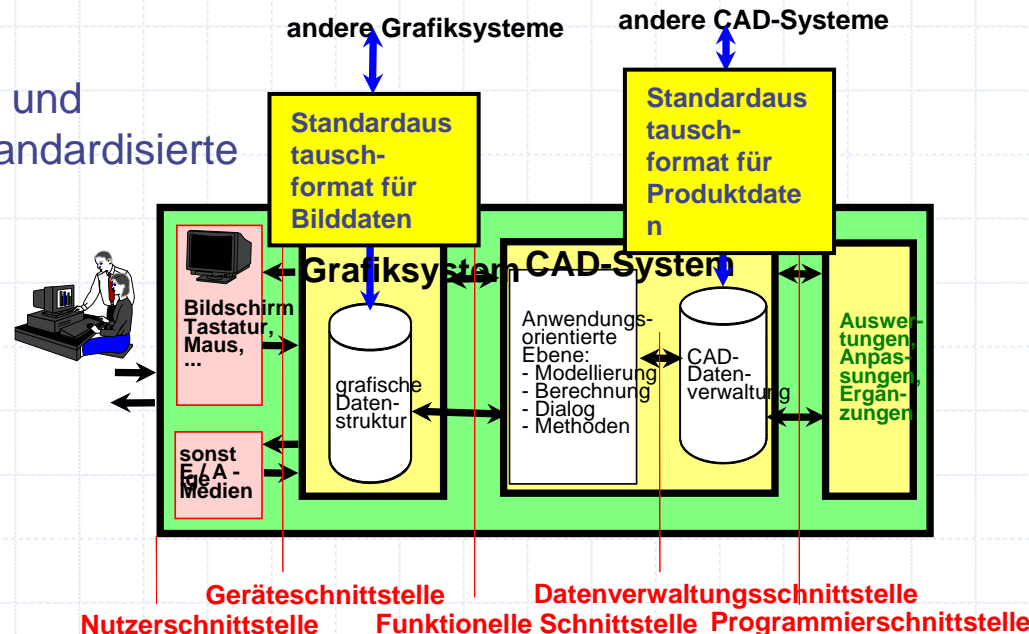 andere Grafiksysteme
andere CAD-Systeme
und
andardisierte
Standardaus
tausch-
format für
Bilddaten
Standardaus
tausch-
format für
Produktdate
n
Grafiksystem
CAD-System
Bildschirm
Tastatur,
Maus,
...
grafische
Daten-
struktur
Anwendungs-
orientierte
Ebene:
- Modellierung
- Berechnung
- Dialog
- Methoden
CAD-
Daten-
verwaltung
Auswer-
tungen,
Anpas-
sungen,
Ergän-
zungen
sonst
ige
E / A -
Medien
Geräteschnittstelle
Datenverwaltungsschnittstelle
Nutzerschnittstelle
Funktionelle Schnittstelle
Programmierschnittstelle